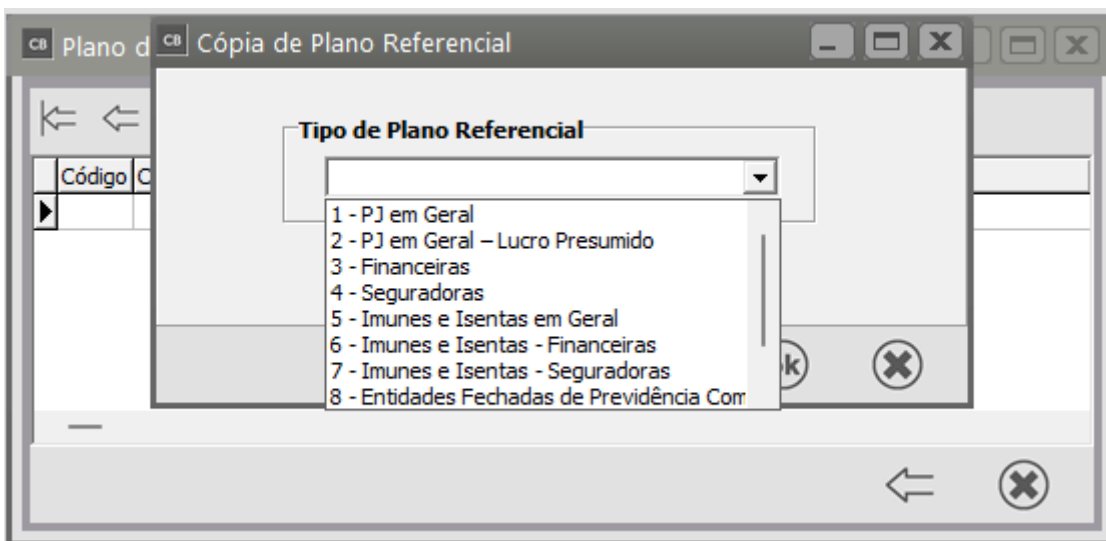 CB Plano d
CB Cópia de Plano Referencial
Tipo de Plano Referencial
Código C
1 - PJ em Geral
2 - PJ em Geral – Lucro Presumido
3 - Financeiras
4 - Seguradoras
5 - Imunes e Isentas em Geral
6 - Imunes e Isentas - Financeiras
7 - Imunes e Isentas - Seguradoras
8 - Entidades Fechadas de Previdência Com
k